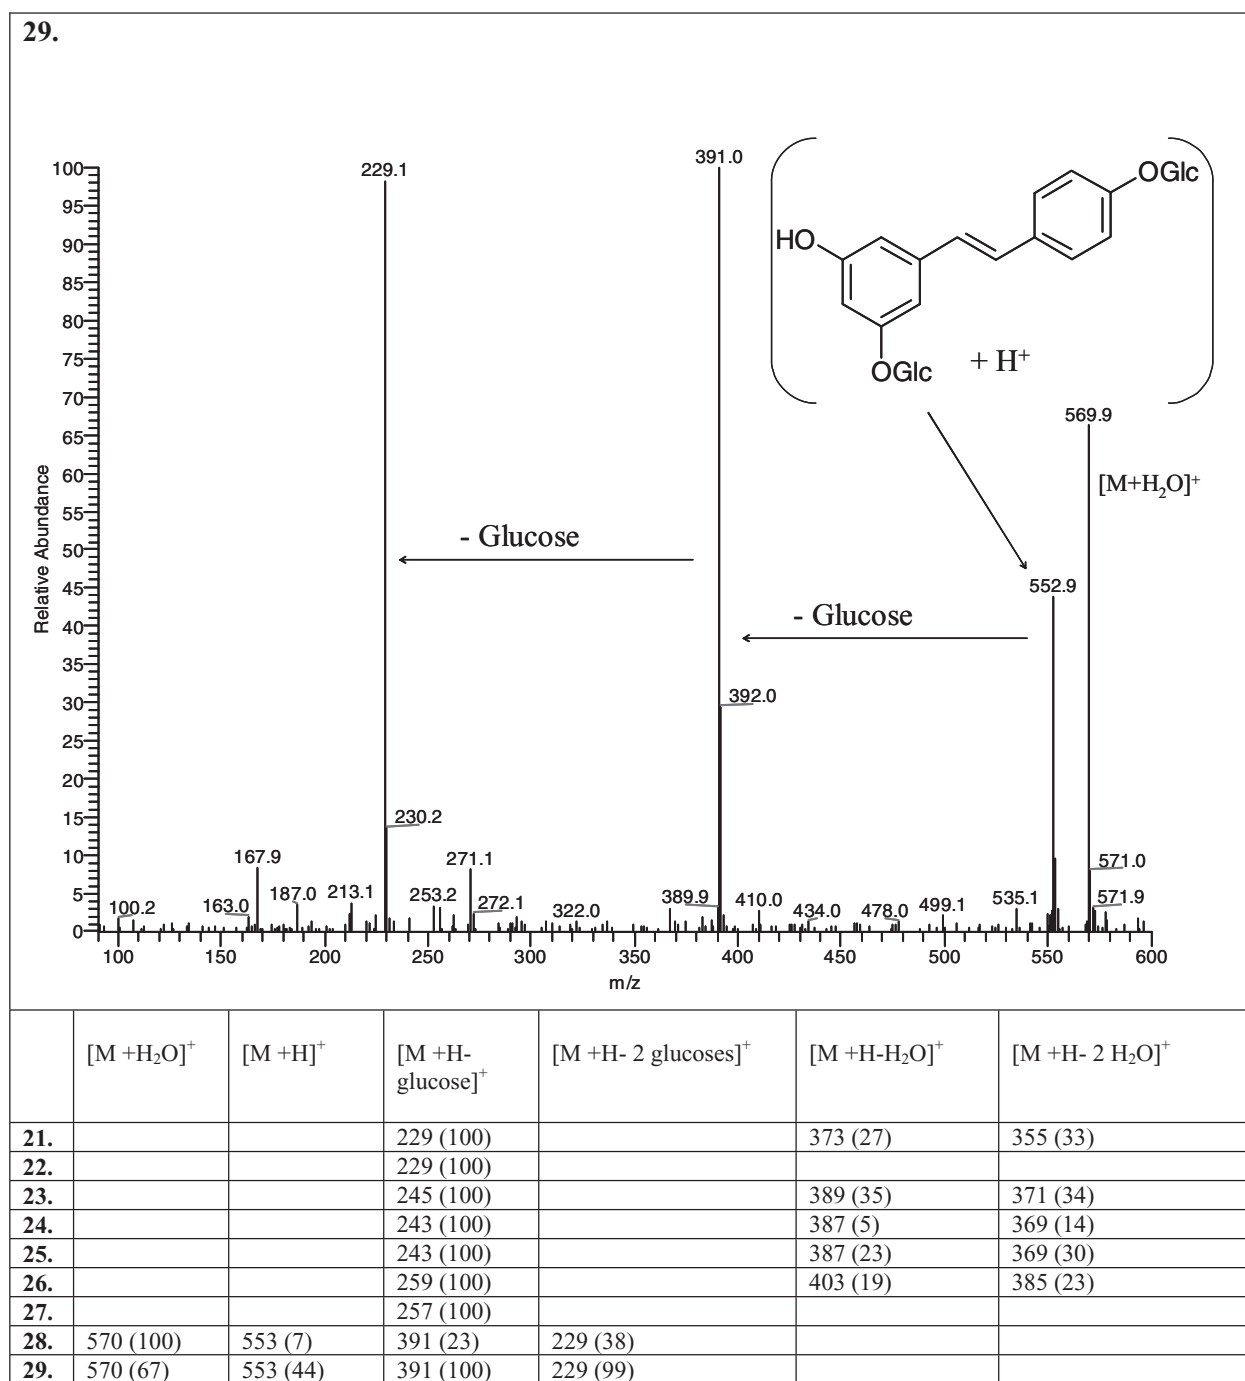 29.
100
95
90
85
80
75
70
65
60
55
50
45
40
35
30
25
20
15
10
5
0
Relative Abundance
229.1
391.0
OGlc
HO
OGlc
+ H⁺
569.9
[M+H₂O]⁺
- Glucose
552.9
- Glucose
392.0
230.2
167.9
271.1
571.0
100.2
163.0
187.0
213.1
253.2
272.1
322.0
389.9
410.0
434.0
478.0
499.1
535.1
571.9
100 150 200 250 300 350 400 450 500 550 600
m/z
[M +H₂O]⁺ [M +H]⁺ [M +H- glucose]⁺ [M +H- 2 glucoses]⁺ [M +H-H₂O]⁺ [M +H- 2 H₂O]⁺
21. 229 (100) 373 (27) 355 (33)
22. 229 (100)
23. 245 (100) 389 (35) 371 (34)
24. 243 (100) 387 (5) 369 (14)
25. 243 (100) 387 (23) 369 (30)
26. 259 (100) 403 (19) 385 (23)
27. 257 (100)
28. 570 (100) 553 (7) 391 (23) 229 (38)
29. 570 (67) 553 (44) 391 (100) 229 (99)